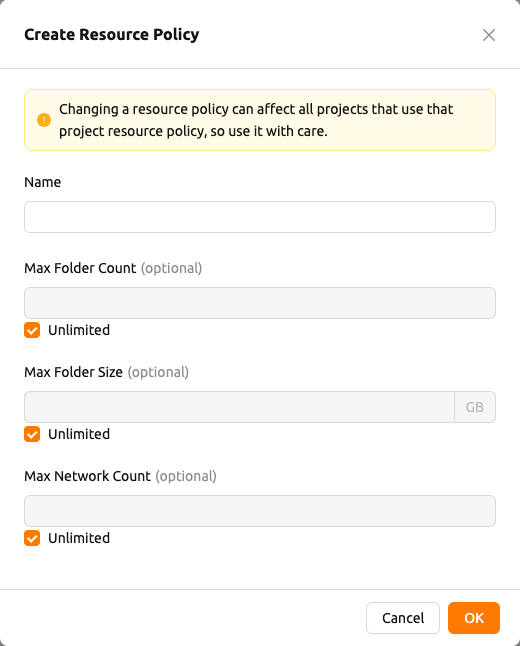 Create Resource Policy
Changing a resource policy can affect all projects that use that
project resource policy, so use it with care.
Name
Max Folder Count (optional)
Unlimited
Max Folder Size (optional)
GB
Unlimited
Max Network Count (optional)
Unlimited
Cancel
OK